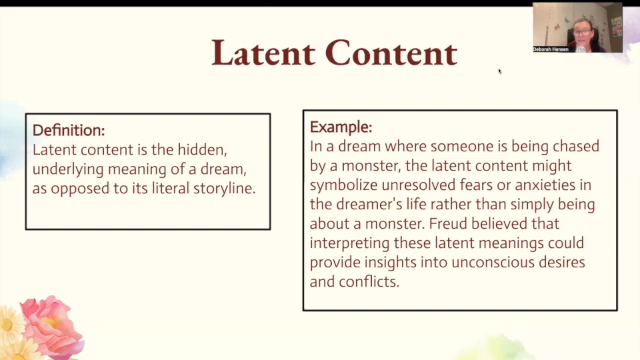 Latent Content
Deborah Hensen
Definition:
Latent content is the hidden,
underlying meaning of a dream,
as opposed to its literal storyline.
Example:
In a dream where someone is being chased
by a monster, the latent content might
symbolize unresolved fears or anxieties in
the dreamer's life rather than simply being
about a monster. Freud believed that
interpreting these latent meanings could
provide insights into unconscious desires
and conflicts.